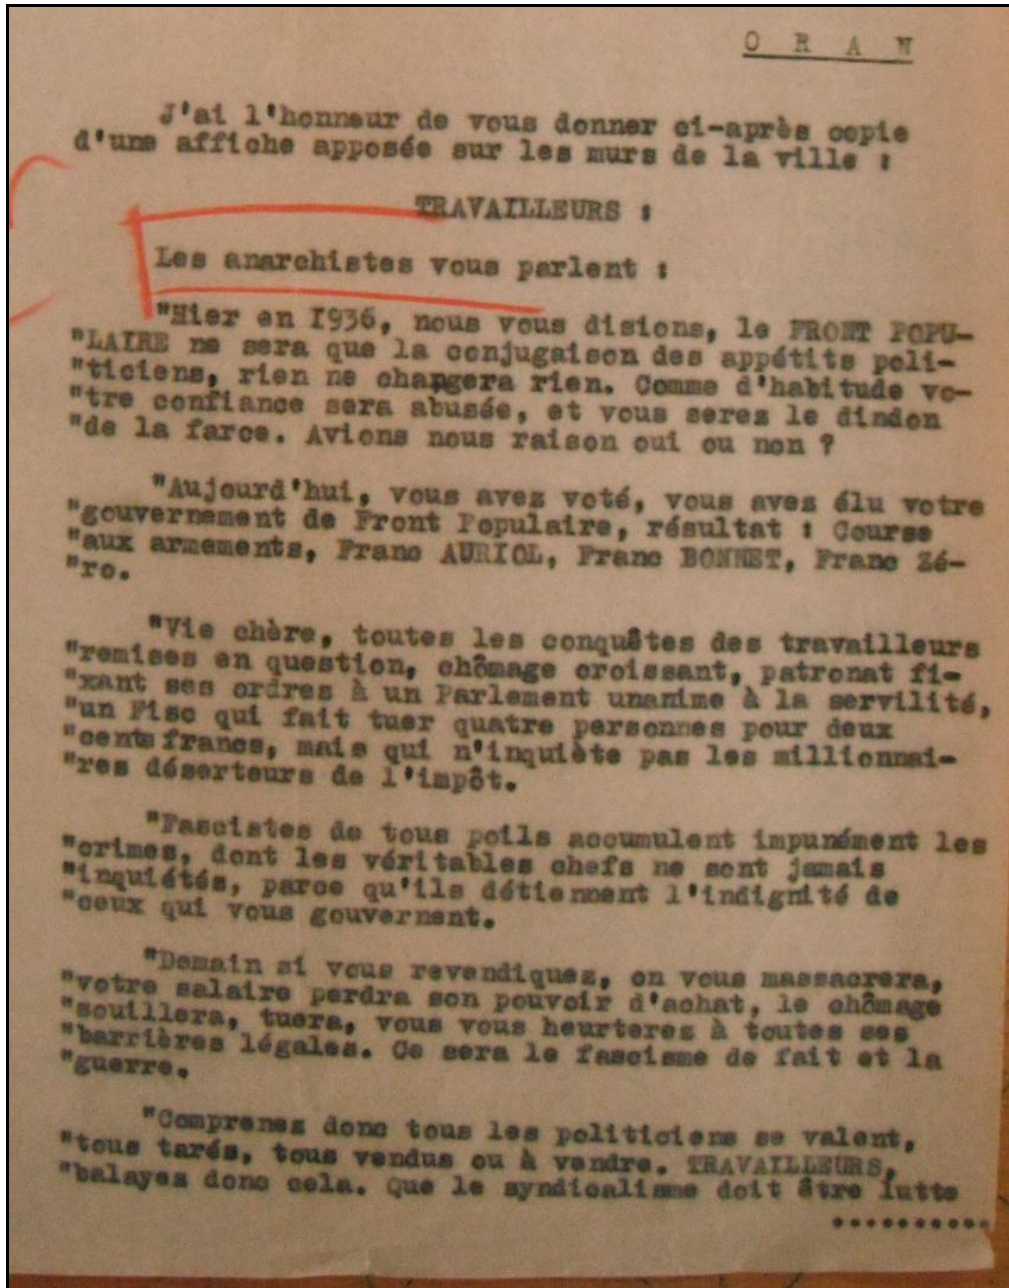 O R A N
J'ai l'honneur de vous donner ci-après copie
d'une affiche apposée sur les murs de la ville :
TRAVAILLEURS :
Les anarchistes vous parlent :
"Hier en I936, nous vous disions, le FRONT POPU-
"LAIRE ne sera que la conjugaison des appétits poli-
"ticiens, rien ne changera rien. Comme d'habitude vo-
"tre confiance sera abusée, et vous serez le dindon
"de la farce. Avions nous raison oui ou non ?
"Aujourd'hui, vous avez voté, vous avez élu votre
"gouvernement de Front Populaire, résultat : Course
"aux armements, Franc AURIOL, Franc BONNET, Franc Zé-
"ro.
"Vie chère, toutes les conquêtes des travailleurs
"remises en question, chômage croissant, patronat fi-
"xant ses ordres à un Parlement unanime à la servilité,
"un Fisc qui fait tuer quatre personnes pour deux
"cents francs, mais qui n'inquiète pas les millionnai-
"res déserteurs de l'impôt.
"Fascistes de tous poils accumulent impunément les
"crimes, dont les véritables chefs ne sont jamais
"inquiétés, parce qu'ils détiennent l'indignité de
"ceux qui vous gouvernent.
"Demain si vous revendiquez, on vous massacrera,
"votre salaire perdra son pouvoir d'achat, le chômage
"souillera, tuera, vous vous heurterez à toutes ses
"barrières légales. Ce sera le fascisme de fait et la
"guerre.
"Comprenez donc tous les politiciens se valent,
"tous tarés, tous vendus ou à vendre. TRAVAILLEURS,
"balayez donc cela. Que le syndicalisme doit être lutte
..........